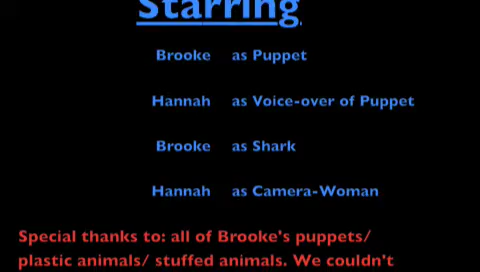 Starring
Brooke as Puppet
Hannah as Voice-over of Puppet
Brooke as Shark
Hannah as Camera-Woman
Special thanks to: all of Brooke's puppets/
plastic animals/ stuffed animals. We couldn't